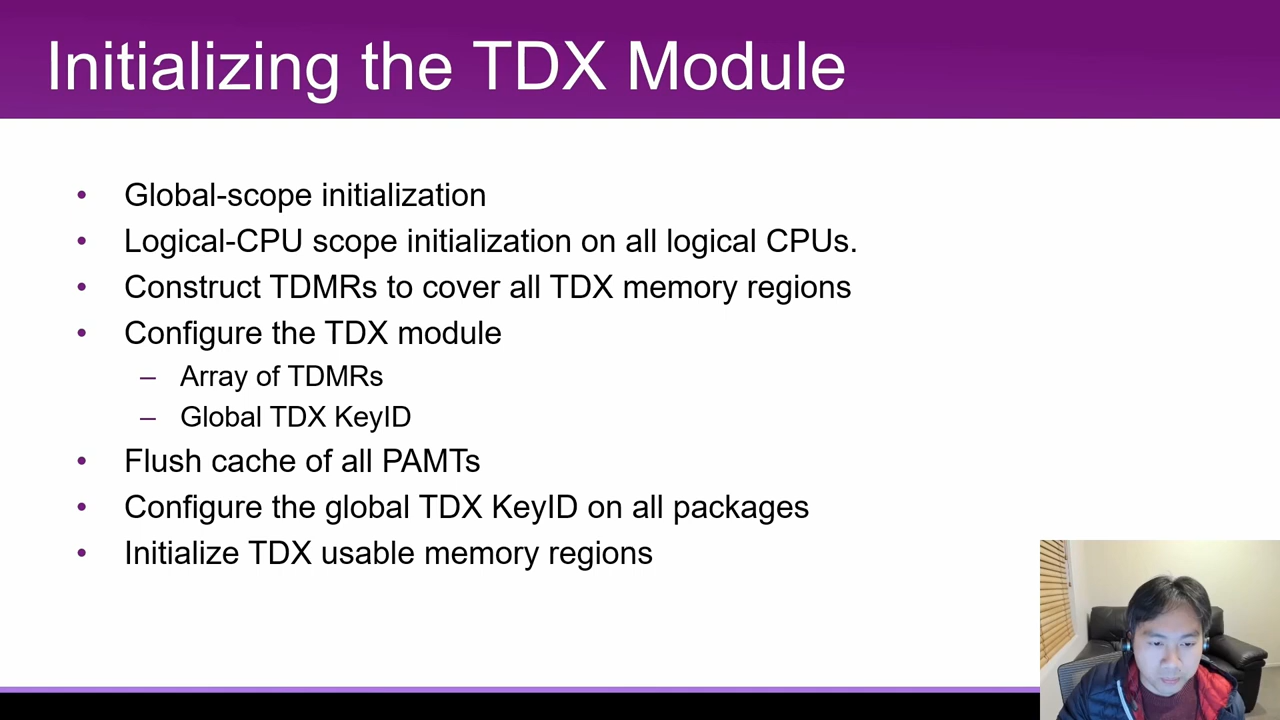 Initializing the TDX Module
• Global-scope initialization
• Logical-CPU scope initialization on all logical CPUs.
• Construct TDMRs to cover all TDX memory regions
• Configure the TDX module
– Array of TDMRs
– Global TDX KeyID
• Flush cache of all PAMTs
• Configure the global TDX KeyID on all packages
• Initialize TDX usable memory regions